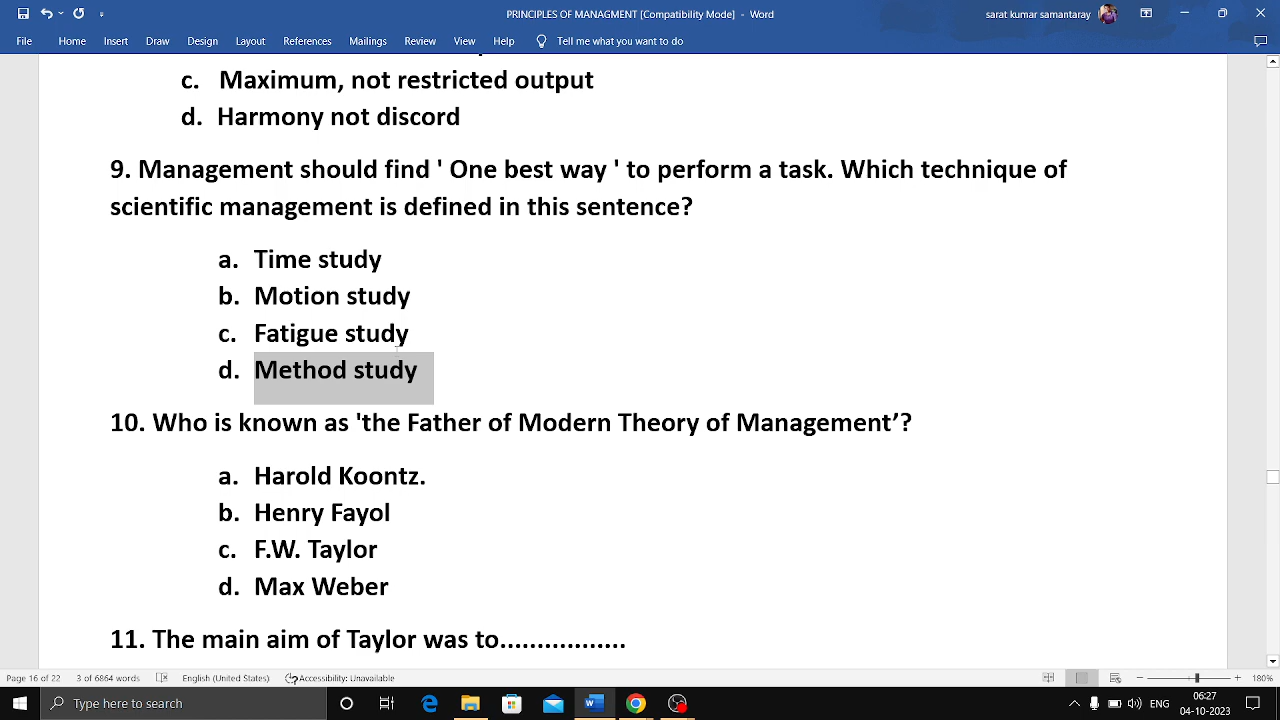 PRINCIPLES OF MANAGMENT [Compatibility Mode] - Word
sarat kumar samantaray
File Home Insert Draw Design Layout References Mailings Review View Help Tell me what you want to do
c. Maximum, not restricted output
d. Harmony not discord
9. Management should find ' One best way ' to perform a task. Which technique of
scientific management is defined in this sentence?
a. Time study
b. Motion study
c. Fatigue study
d. Method study
10. Who is known as 'the Father of Modern Theory of Management’?
a. Harold Koontz.
b. Henry Fayol
c. F.W. Taylor
d. Max Weber
11. The main aim of Taylor was to.................
Page 16 of 22 3 of 6864 words English (United States) Accessibility: Unavailable 180%
Type here to search
06:27
04-10-2023